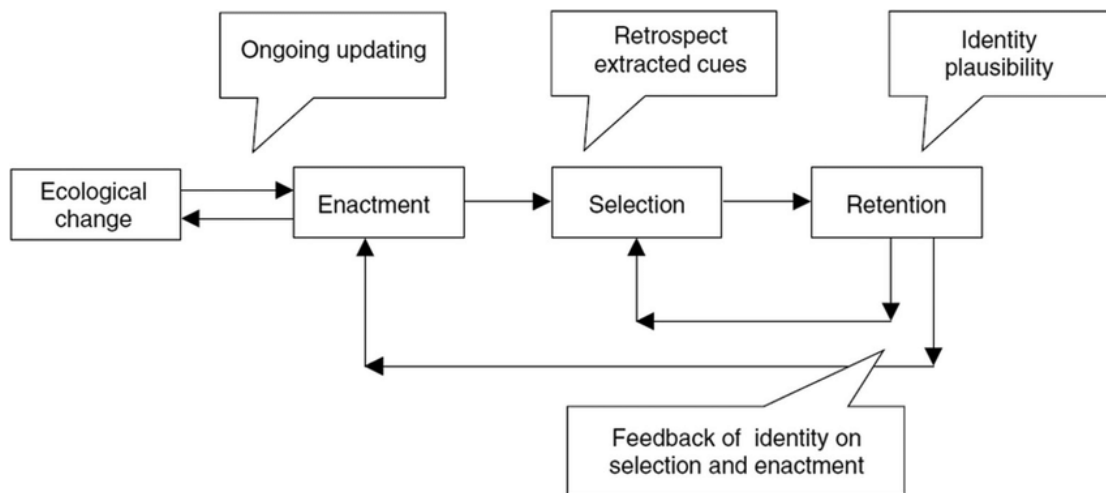 Ongoing updating
Retrospect
extracted cues
Identity
plausibility
Ecological
change
Enactment
Selection
Retention
Feedback of identity on
selection and enactment